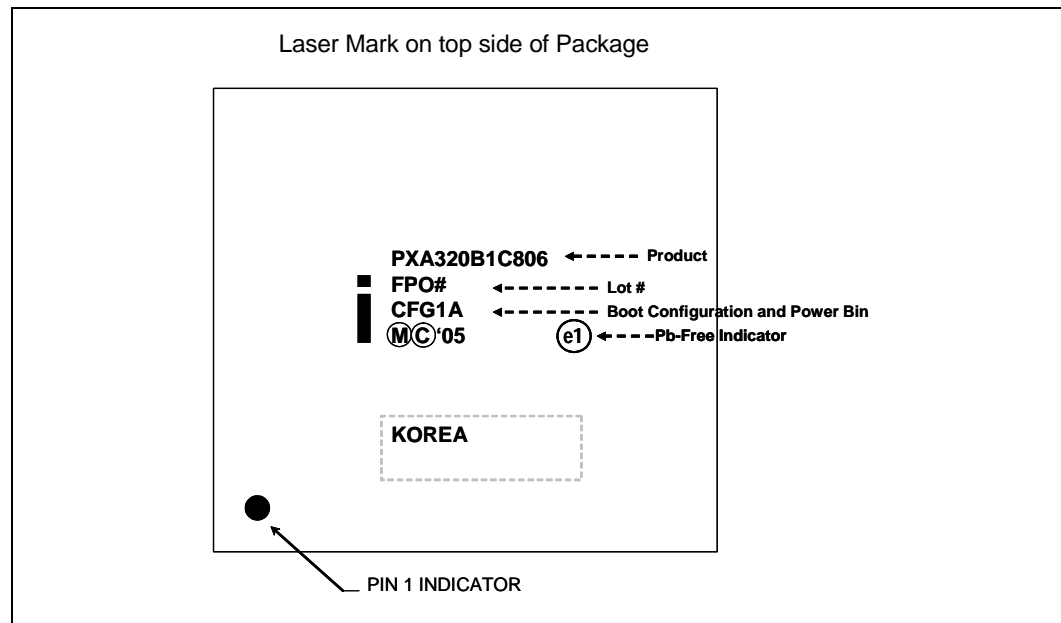 Laser Mark on top side of Package
PXA320B1C806 Product
FPO# Lot #
CFG1A Boot Configuration and Power Bin
ⓂⒸ'05 e1 Pb-Free Indicator
KOREA
PIN 1 INDICATOR